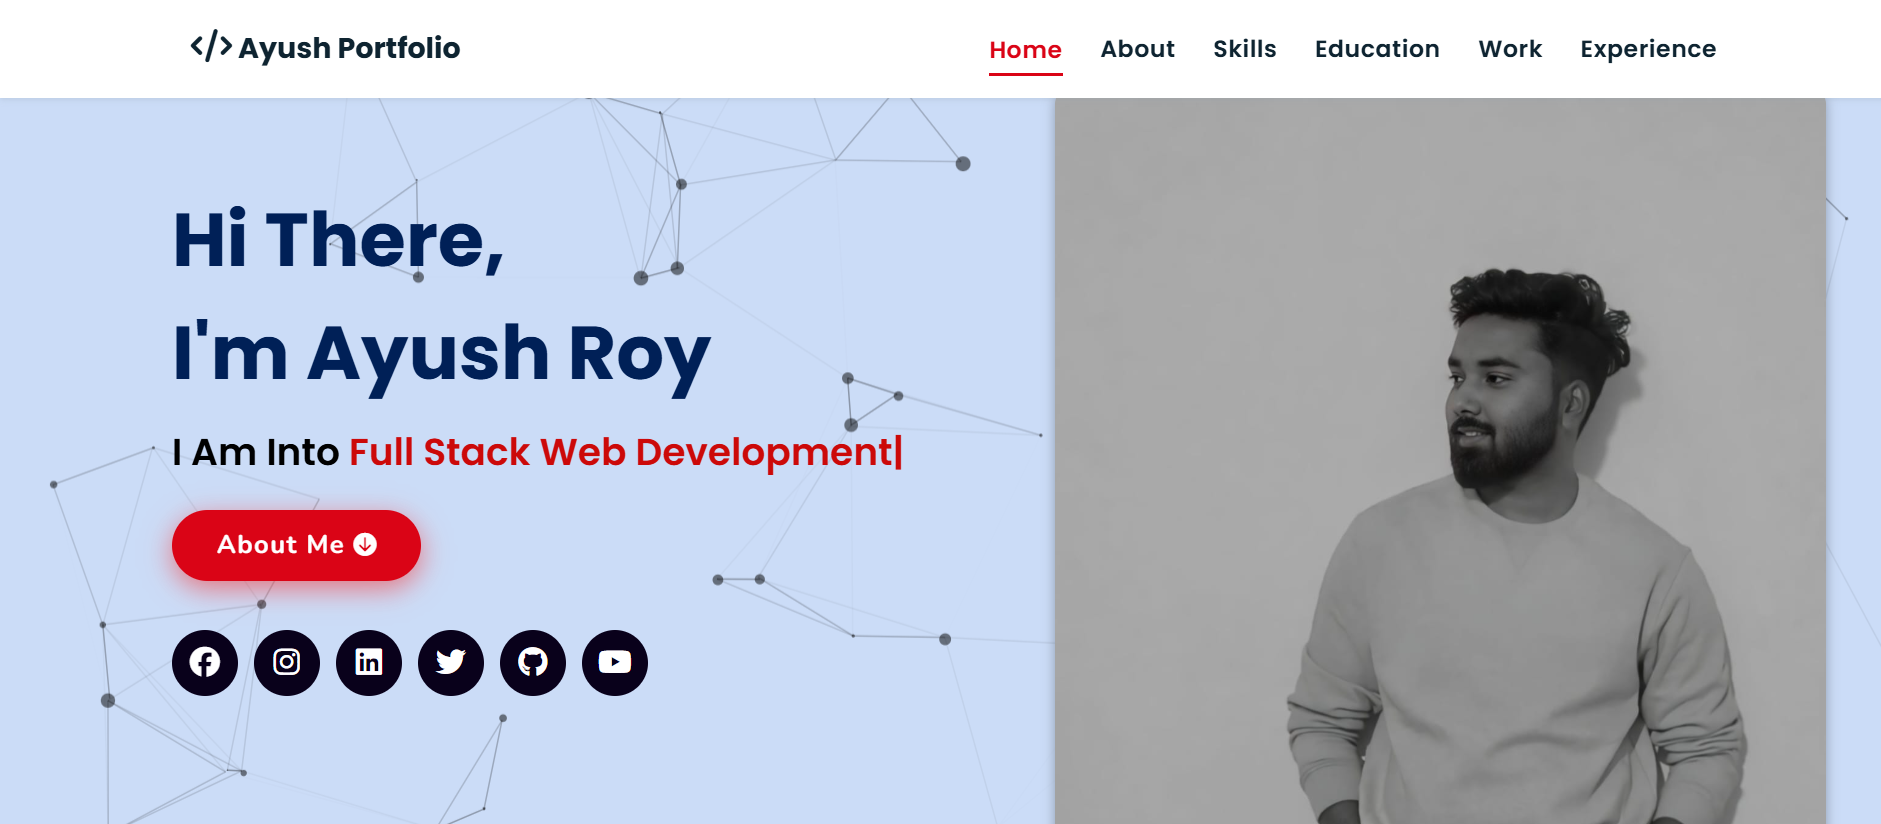 </> Ayush Portfolio
Home About Skills Education Work Experience
Hi There,
I'm Ayush Roy
I Am Into Full Stack Web Development|
About Me